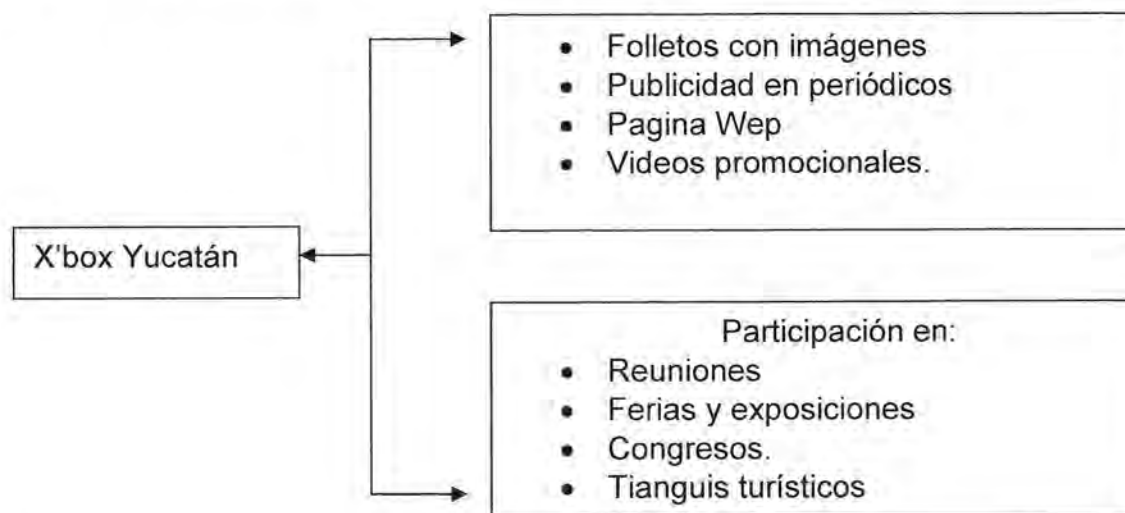 • Folletos con imágenes
• Publicidad en periódicos
• Pagina Wep
• Videos promocionales.
X'box Yucatán
Participación en:
• Reuniones
• Ferias y exposiciones
• Congresos.
• Tianguis turísticos